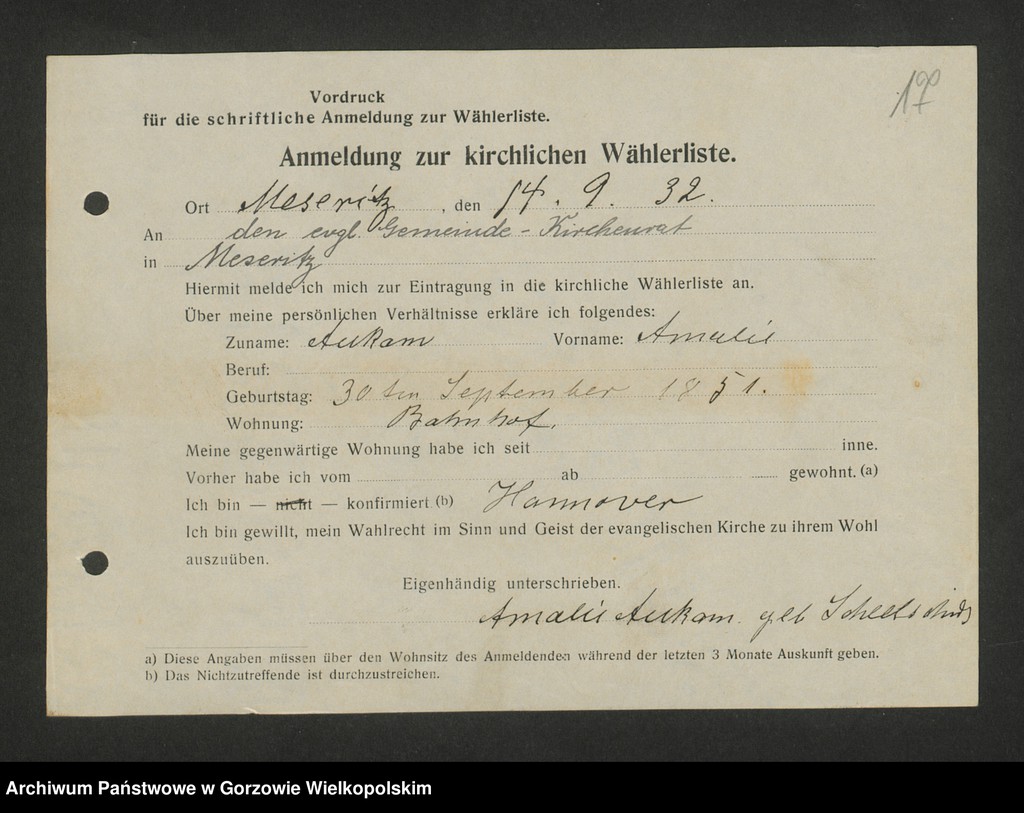 17
Vordruck
für die schriftliche Anmeldung zur Wählerliste.
Anmeldung zur kirchlichen Wählerliste.
Ort Meseritz, den 14. 9. 32.
An den evgl. Gemeinde-Kirchenrat
in Meseritz
Hiermit melde ich mich zur Eintragung in die kirchliche Wählerliste an.
Über meine persönlichen Verhältnisse erkläre ich folgendes:
Zuname: Aukam Vorname: Amalie
Beruf:
Geburtstag: 30ten September 1851.
Wohnung: Bahnhof.
Meine gegenwärtige Wohnung habe ich seit inne.
Vorher habe ich vom ab gewohnt. (a)
Ich bin — nicht — konfirmiert (b) Hannover
Ich bin gewillt, mein Wahlrecht im Sinn und Geist der evangelischen Kirche zu ihrem Wohl
auszuüben.
Eigenhändig unterschrieben.
Amalie Aukam geb
a) Diese Angaben müssen über den Wohnsitz des Anmeldenden während der letzten 3 Monate Auskunft geben.
b) Das Nichtzutreffende ist durchzustreichen.
Archiwum Państwowe w Gorzowie Wielkopolskim